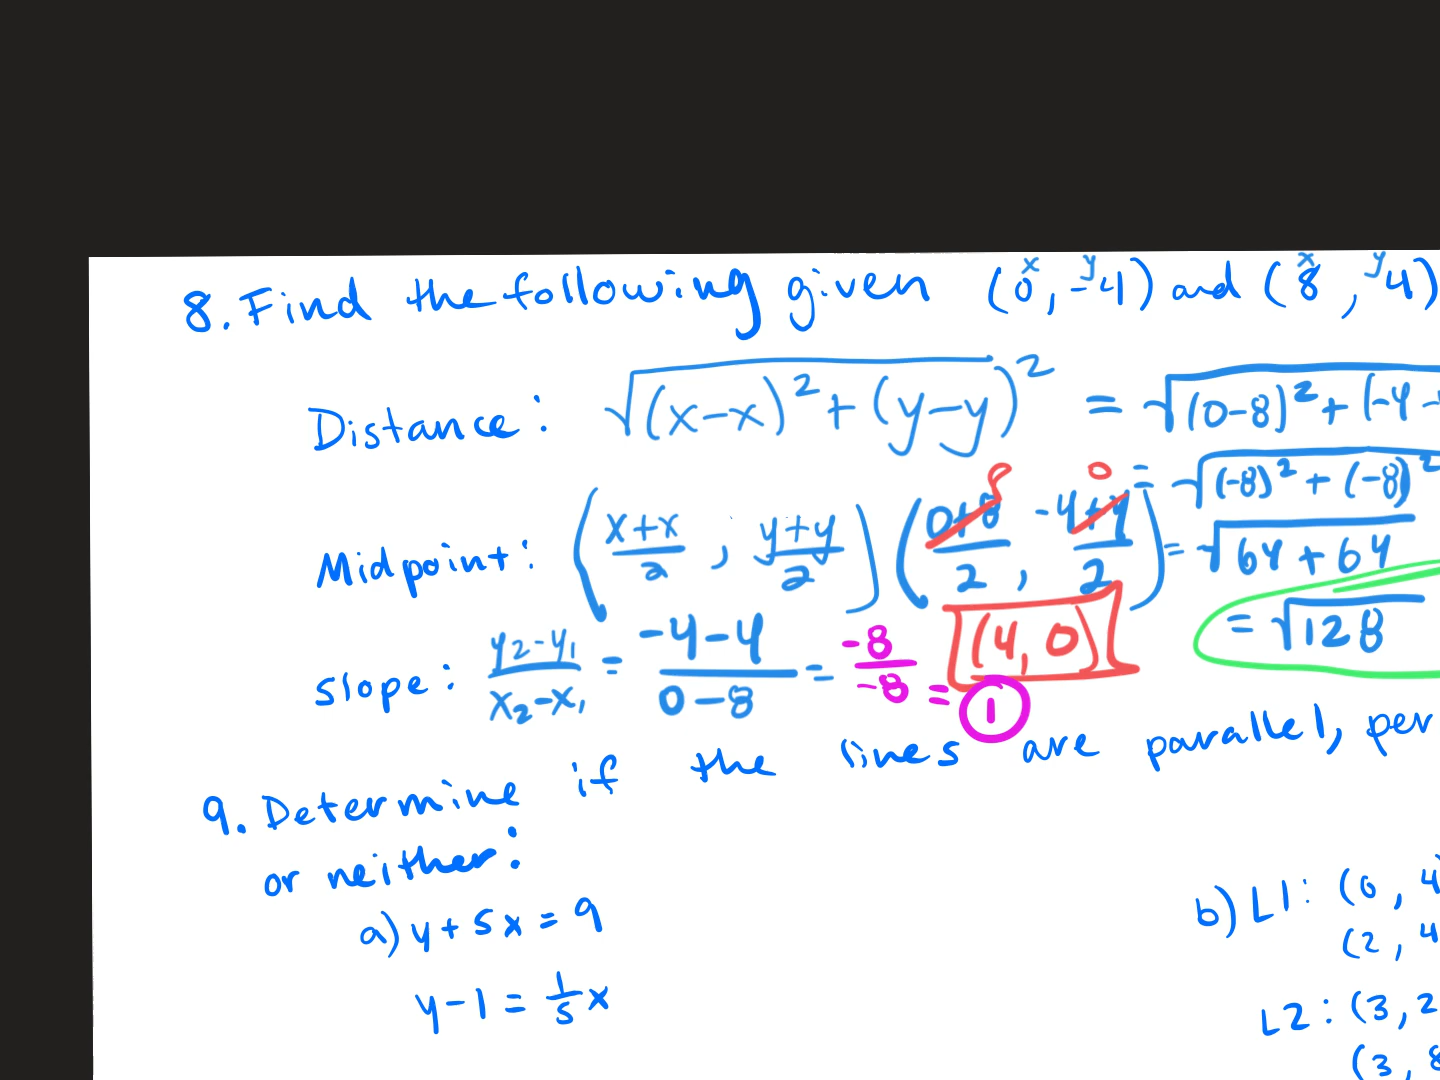 8. Find the following given (0, -4) and (8, 4)
x y x y
Distance: √(x-x)² + (y-y)² = √(0-8)² + (-4-
= √(-8)² + (-8)²
Midpoint: (x+x/2, y+y/2) (0+8/2, -4+4/2) = √64 + 64
8 0
(4, 0)
= √128
slope: y₂-y₁/x₂-x₁ = -4-4/0-8 = -8/-8 = 1
9. Determine if the lines are parallel, per
or neither:
a) y + 5x = 9
y - 1 = 1/5 x
b) L1: (0, 4
(2, 4
L2: (3, 2
(3, 8